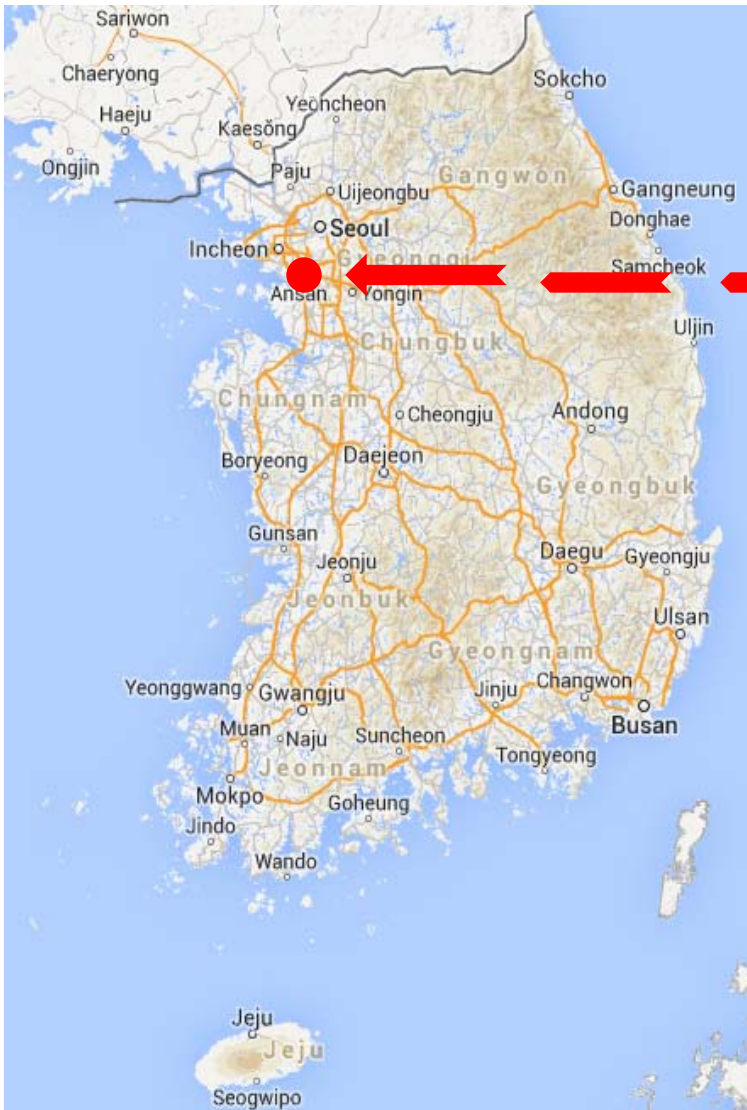 Sariwon
Chaeryong
Haeju
Ongjin
Kaesŏng
Yeoncheon
Sokcho
Paju
Uijeongbu
Gangwon
Gangneung
Donghae
Seoul
Incheon
Gyeonggi
Samcheok
Ansan
Yongin
Uljin
Chungbuk
Chungnam
Cheongju
Andong
Boryeong
Daejeon
Gyeongbuk
Gunsan
Daegu
Gyeongju
Jeonju
Jeonbuk
Ulsan
Gyeongnam
Yeonggwang
Gwangju
Jinju
Changwon
Busan
Muan
Naju
Suncheon
Tongyeong
Jeonnam
Mokpo
Goheung
Jindo
Wando
Jeju
Jeju
Seogwipo